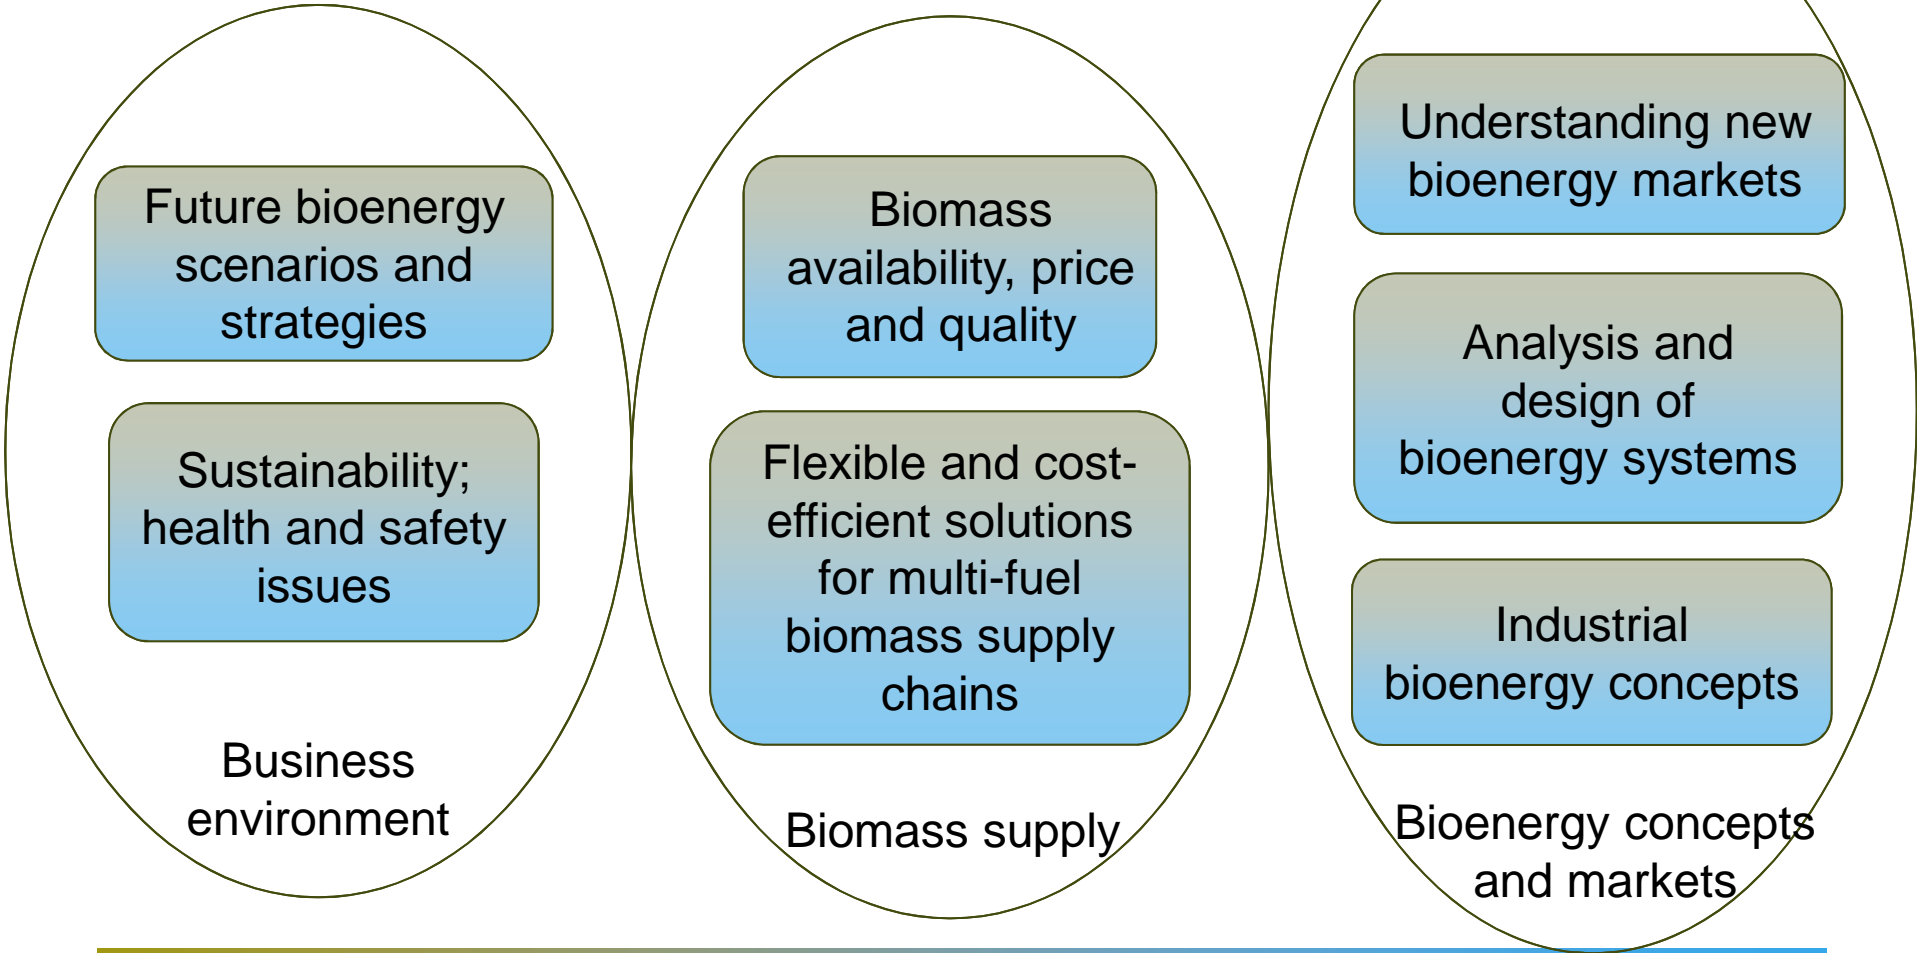 Future bioenergy
scenarios and
strategies
Sustainability;
health and safety
issues
Business
environment
Biomass
availability, price
and quality
Flexible and cost-
efficient solutions
for multi-fuel
biomass supply
chains
Biomass supply
Understanding new
bioenergy markets
Analysis and
design of
bioenergy systems
Industrial
bioenergy concepts
Bioenergy concepts
and markets